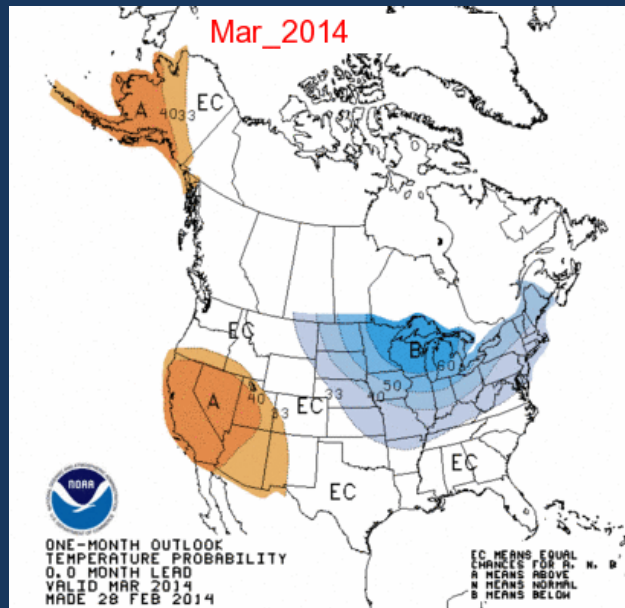 Mar_2014
EC
A 40 33
EC
B
60
50
40
33
40
A
33
EC
EC
EC
NOAA
ONE-MONTH OUTLOOK
TEMPERATURE PROBABILITY
0.0 MONTH LEAD
VALID MAR 2014
MADE 28 FEB 2014
EC MEANS EQUAL
CHANCES FOR A, N, B
A MEANS ABOVE
N MEANS NORMAL
B MEANS BELOW